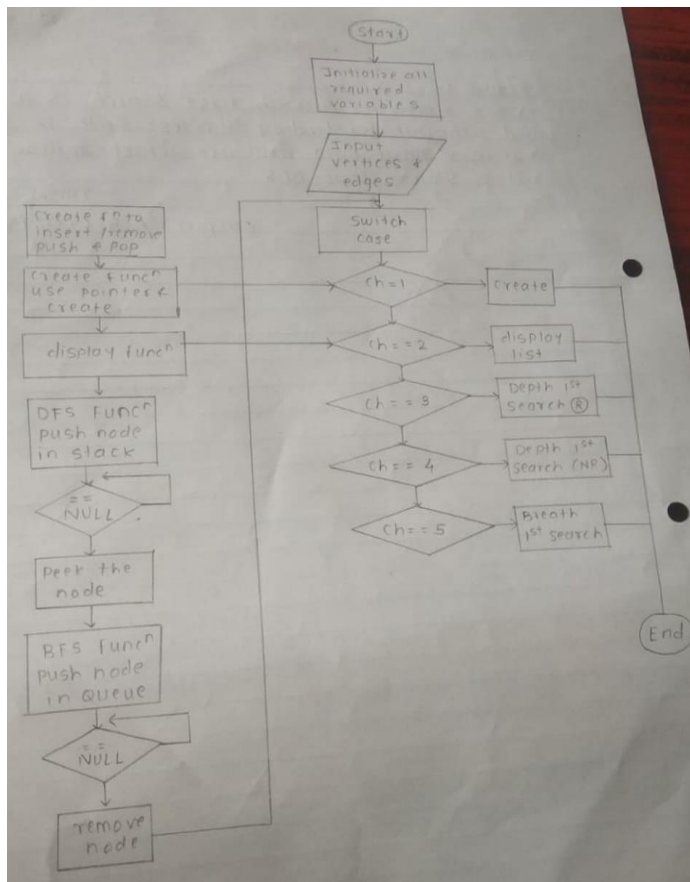 Start
Initialize all
required
variables
Input
vertices &
edges
Switch
case
Ch=1
Create
Ch==2
display
list
Ch==3
Depth 1st
Search (R)
Ch==4
Depth 1st
search (NR)
Ch==5
Breath
1st search
End
Create fⁿ to
insert/remove
push & pop
Create funcⁿ
use pointer &
create
display funcⁿ
DFS funcⁿ
push node
in stack
==
NULL
peek the
node
BFS funcⁿ
push node
in Queue
==
NULL
remove
node